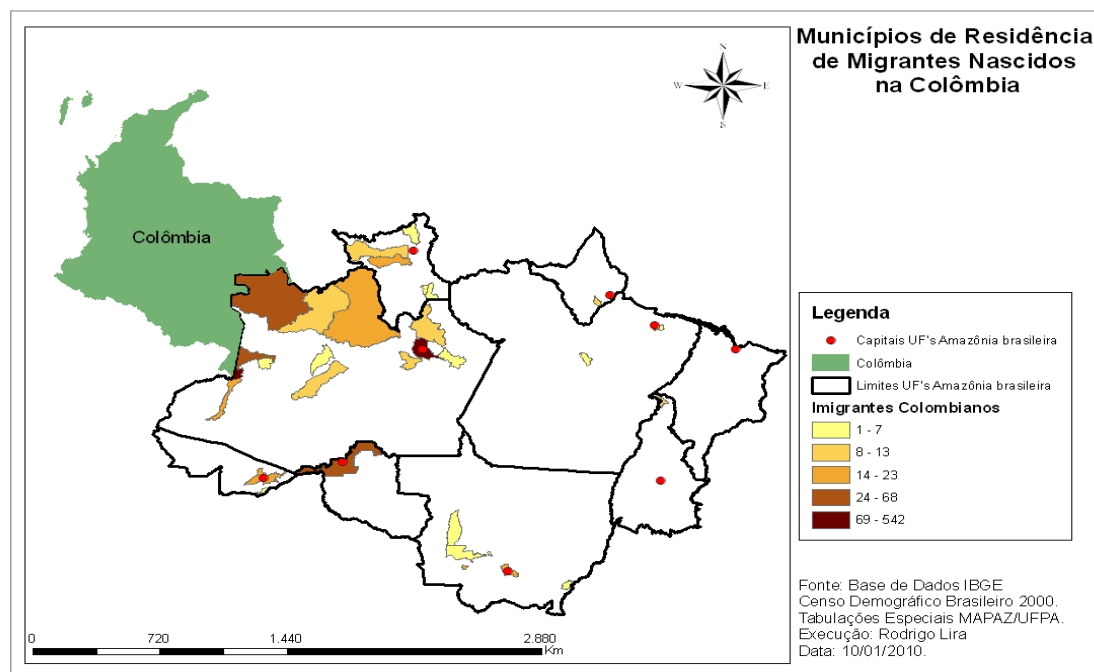 Municípios de Residência
de Migrantes Nascidos
na Colômbia
N
W
E
S
Colômbia
Legenda
Capitais UF's Amazônia brasileira
Colômbia
Limites UF's Amazônia brasileira
Imigrantes Colombianos
1 - 7
8 - 13
14 - 23
24 - 68
69 - 542
Fonte: Base de Dados IBGE
Censo Demográfico Brasileiro 2000.
Tabulações Especiais MAPAZ/UFPA.
Execução: Rodrigo Lira
Data: 10/01/2010.
0 720 1.440 2.880
Km